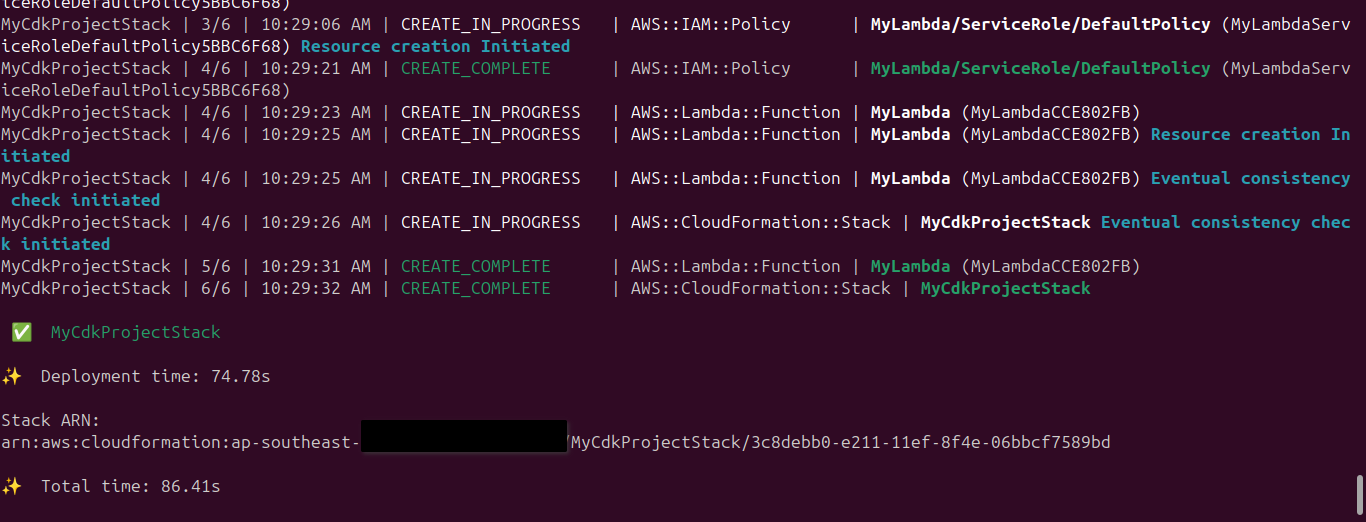 iceRoleDefaultPolicy5BBC6F68)
MyCdkProjectStack | 3/6 | 10:29:06 AM | CREATE_IN_PROGRESS   | AWS::IAM::Policy      | MyLambda/ServiceRole/DefaultPolicy (MyLambdaServ
iceRoleDefaultPolicy5BBC6F68) Resource creation Initiated
MyCdkProjectStack | 4/6 | 10:29:21 AM | CREATE_COMPLETE      | AWS::IAM::Policy      | MyLambda/ServiceRole/DefaultPolicy (MyLambdaServ
iceRoleDefaultPolicy5BBC6F68)
MyCdkProjectStack | 4/6 | 10:29:23 AM | CREATE_IN_PROGRESS   | AWS::Lambda::Function | MyLambda (MyLambdaCCE802FB)
MyCdkProjectStack | 4/6 | 10:29:25 AM | CREATE_IN_PROGRESS   | AWS::Lambda::Function | MyLambda (MyLambdaCCE802FB) Resource creation In
itiated
MyCdkProjectStack | 4/6 | 10:29:25 AM | CREATE_IN_PROGRESS   | AWS::Lambda::Function | MyLambda (MyLambdaCCE802FB) Eventual consistency
 check initiated
MyCdkProjectStack | 4/6 | 10:29:26 AM | CREATE_IN_PROGRESS   | AWS::CloudFormation::Stack | MyCdkProjectStack Eventual consistency chec
k initiated
MyCdkProjectStack | 5/6 | 10:29:31 AM | CREATE_COMPLETE      | AWS::Lambda::Function | MyLambda (MyLambdaCCE802FB)
MyCdkProjectStack | 6/6 | 10:29:32 AM | CREATE_COMPLETE      | AWS::CloudFormation::Stack | MyCdkProjectStack
✅  MyCdkProjectStack
✨  Deployment time: 74.78s
Stack ARN:
arn:aws:cloudformation:ap-southeast-/MyCdkProjectStack/3c8debb0-e211-11ef-8f4e-06bbcf7589bd
✨  Total time: 86.41s